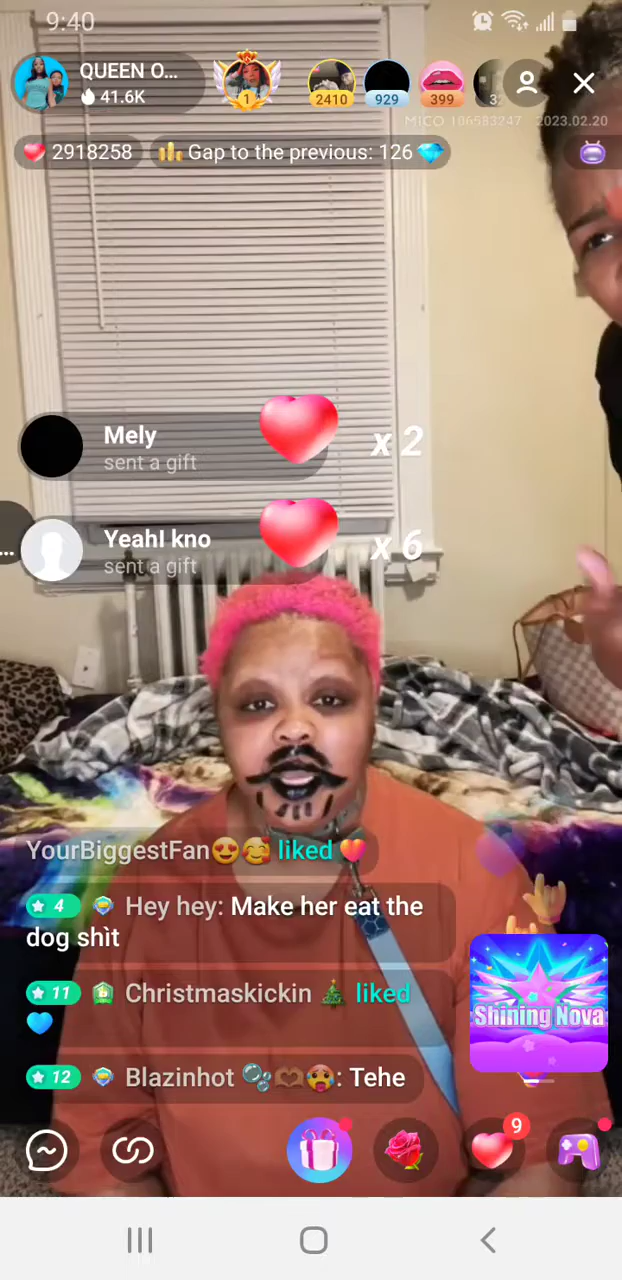 9:40
QUEEN O...
41.6K
1
2410
929
399
MICO 106583247 2023.02.20
2918258
Gap to the previous: 126
Mely
sent a gift
x 2
...
YeahI kno
sent a gift
x 6
YourBiggestFan😍🥰 liked
4 Hey hey: Make her eat the
dog shìt
11 Christmaskickin 🎄 liked
Shining Nova
12 Blazinhot 🫧🫶🏾🥵: Tehe
9